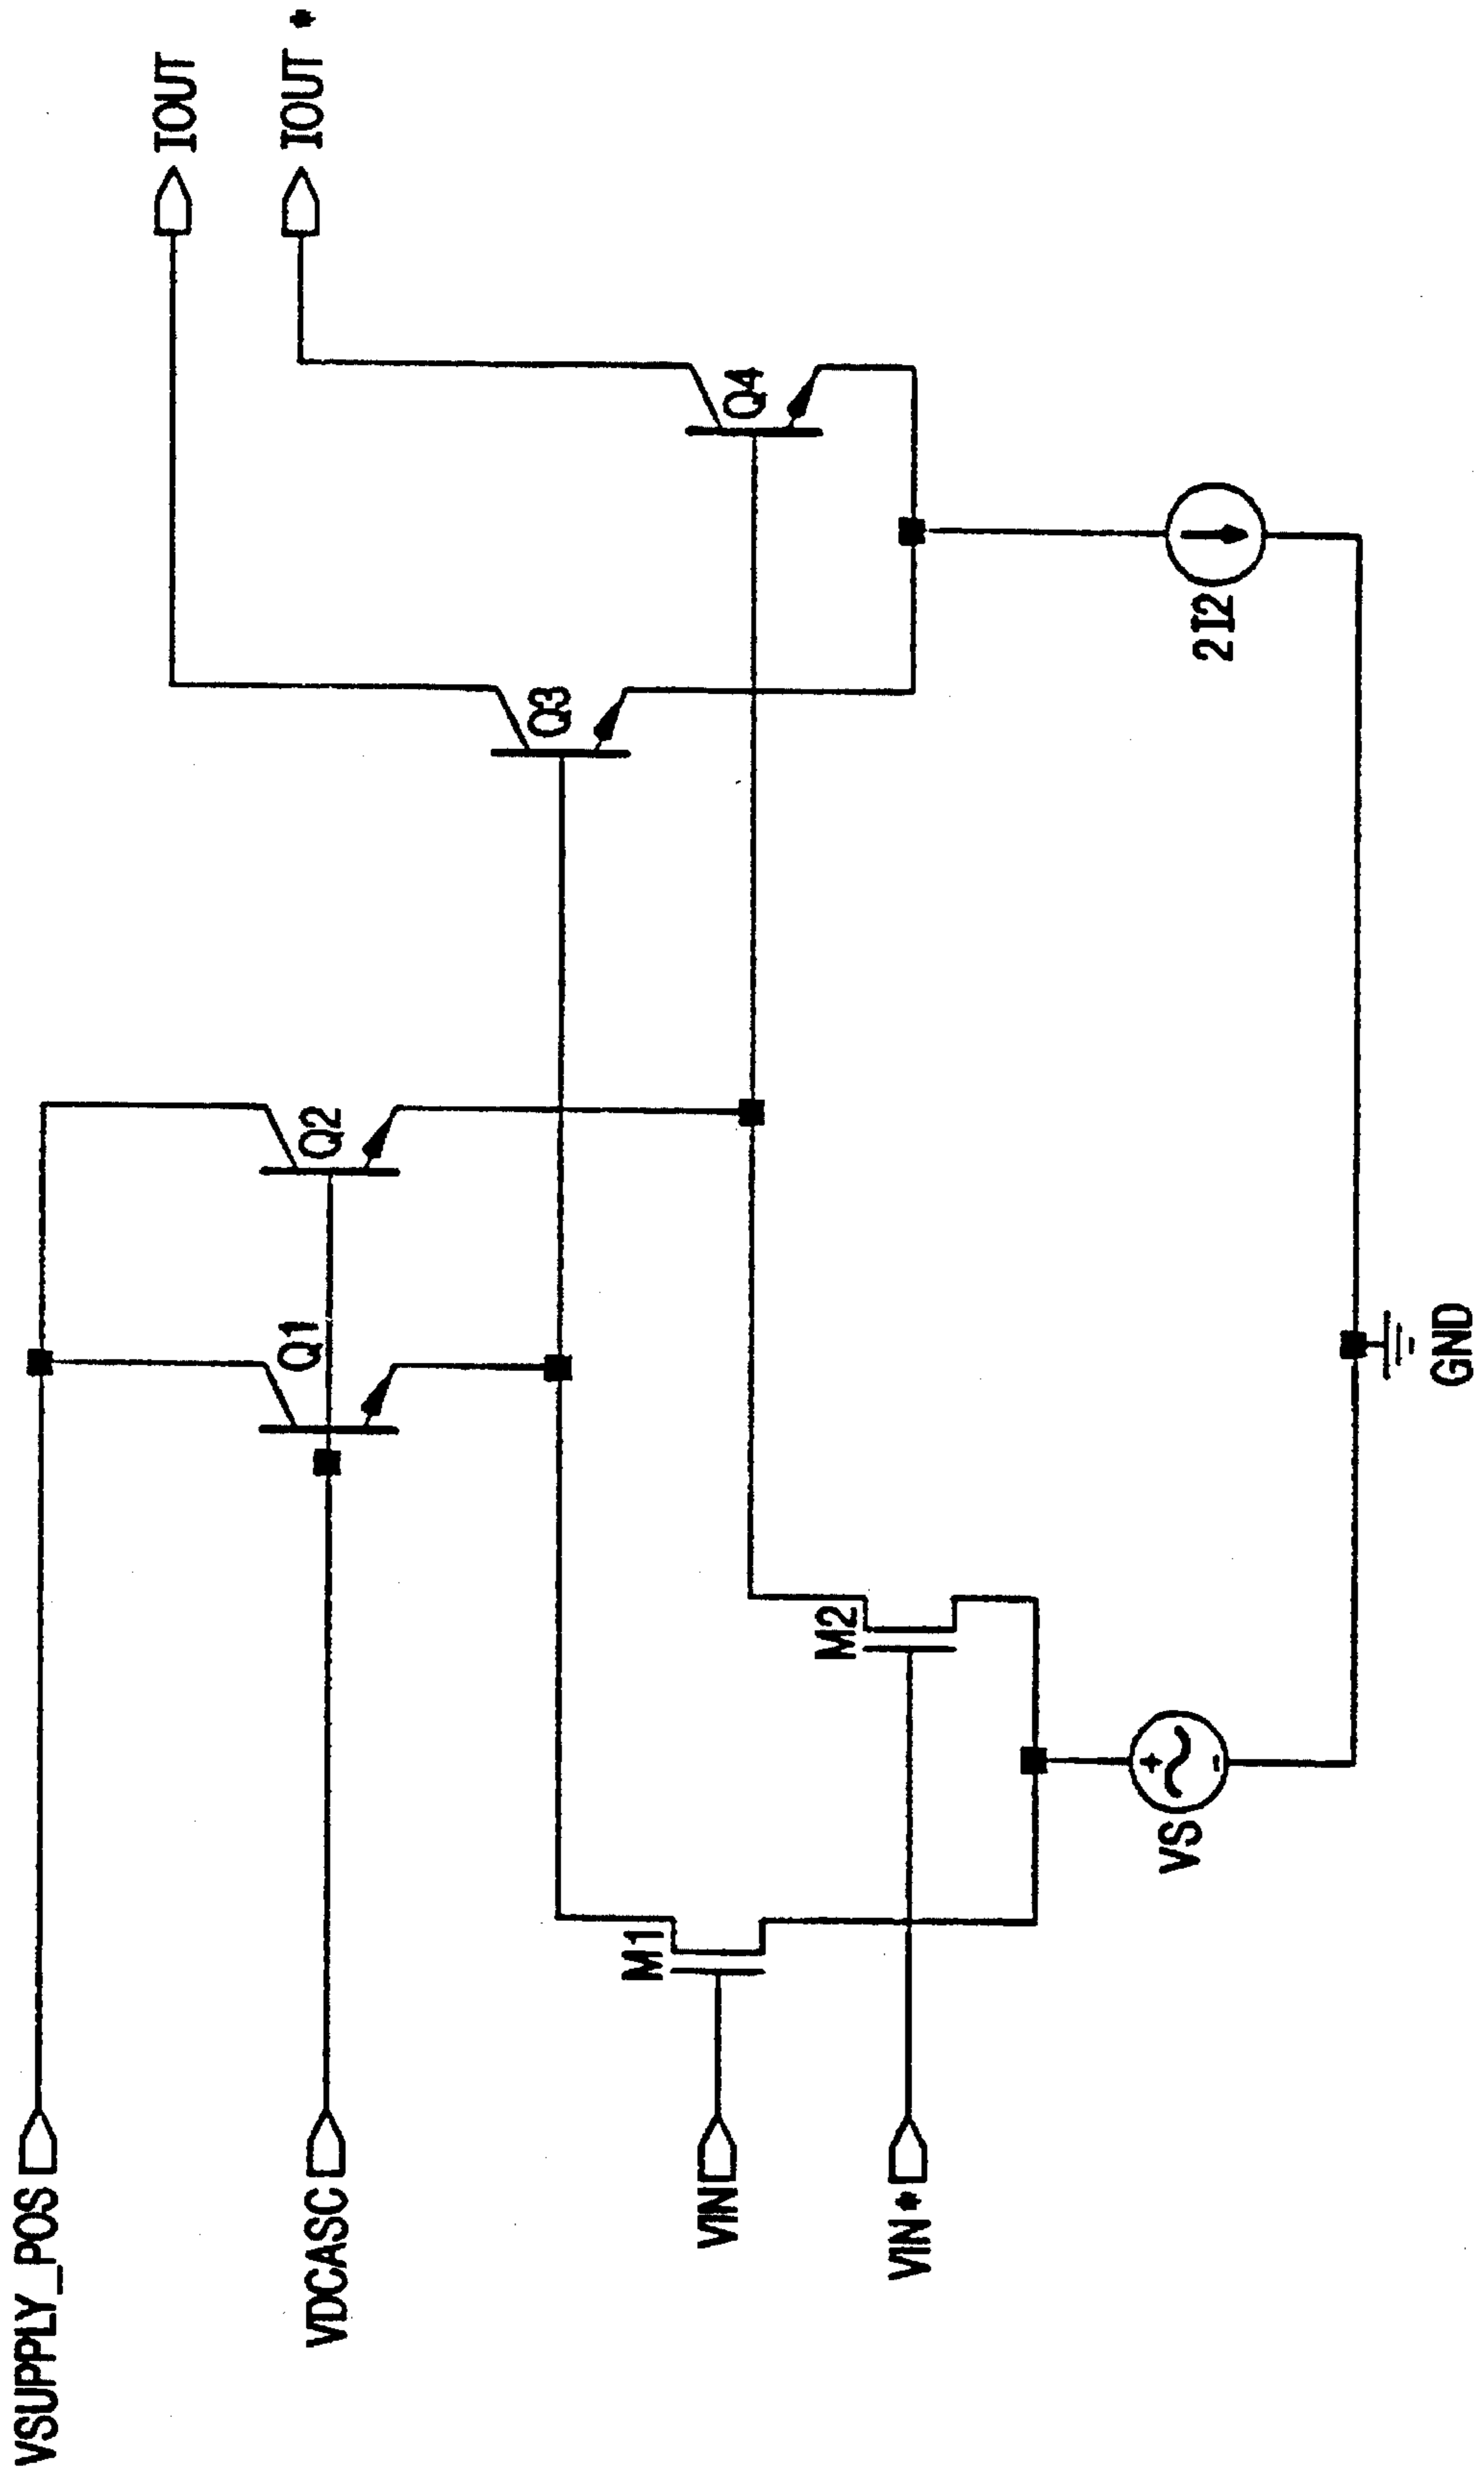 VSUPPLY_POS
VDCASC
VIN
VIN*
M1
M2
VS
+
-
Q1
Q2
GND
Q3
Q4
2I2
IOUT
IOUT*